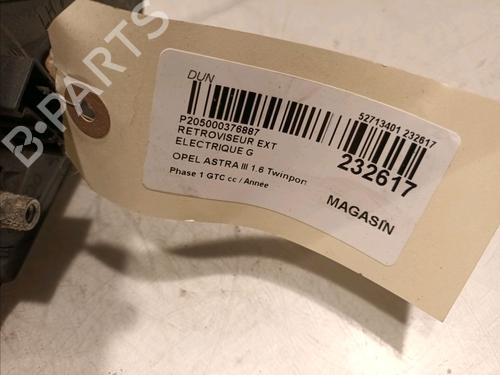 B-PARTS
DUN
P205000376887
RETROVISEUR EXT
ELECTRIQUE G
OPEL ASTRA III 1.6 Twinport
Phase 1 GTC cc / Année
52713401 232617
232617
MAGASIN